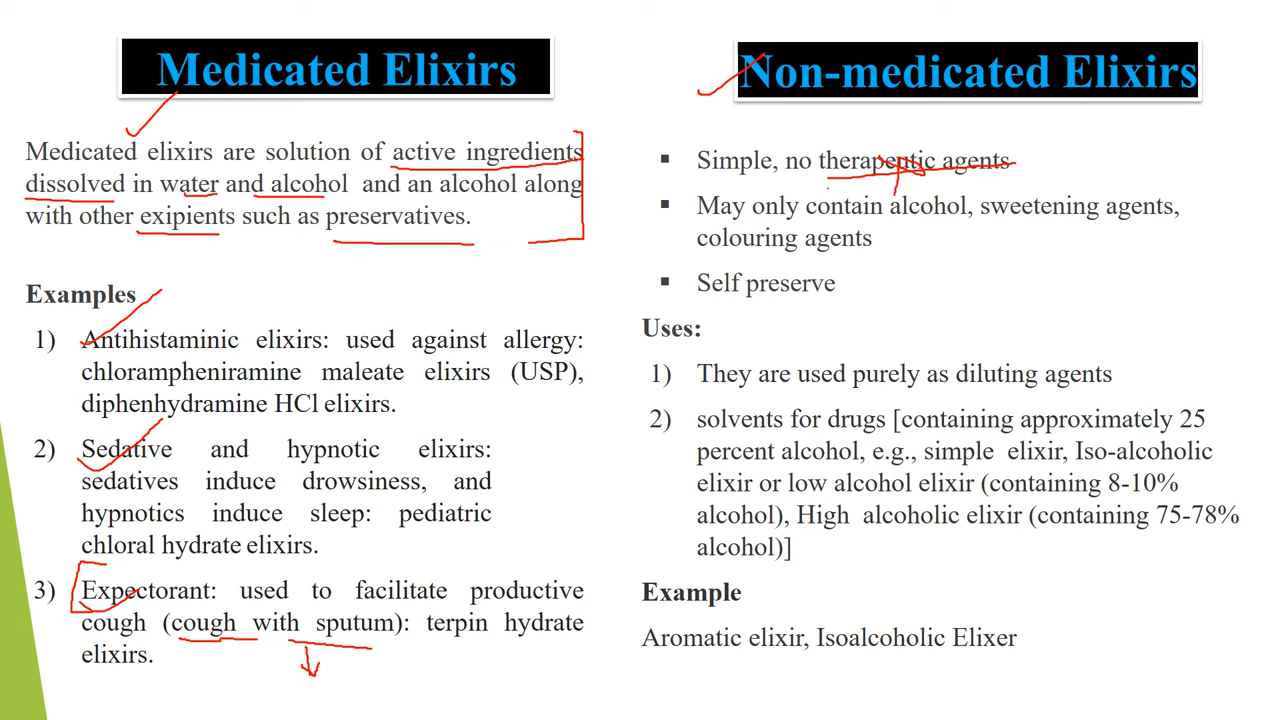 Medicated Elixirs
Medicated elixirs are solution of active ingredients
dissolved in water and alcohol and an alcohol along
with other exipients such as preservatives.
Examples
1) Antihistaminic elixirs: used against allergy:
chlorampheniramine maleate elixirs (USP),
diphenhydramine HCl elixirs.
2) Sedative and hypnotic elixirs:
sedatives induce drowsiness, and
hypnotics induce sleep: pediatric
chloral hydrate elixirs.
3) Expectorant: used to facilitate productive
cough (cough with sputum): terpin hydrate
elixirs.
Non-medicated Elixirs
▪ Simple, no therapeutic agents
▪ May only contain alcohol, sweetening agents,
colouring agents
▪ Self preserve
Uses:
1) They are used purely as diluting agents
2) solvents for drugs [containing approximately 25
percent alcohol, e.g., simple elixir, Iso-alcoholic
elixir or low alcohol elixir (containing 8-10%
alcohol), High alcoholic elixir (containing 75-78%
alcohol)]
Example
Aromatic elixir, Isoalcoholic Elixer